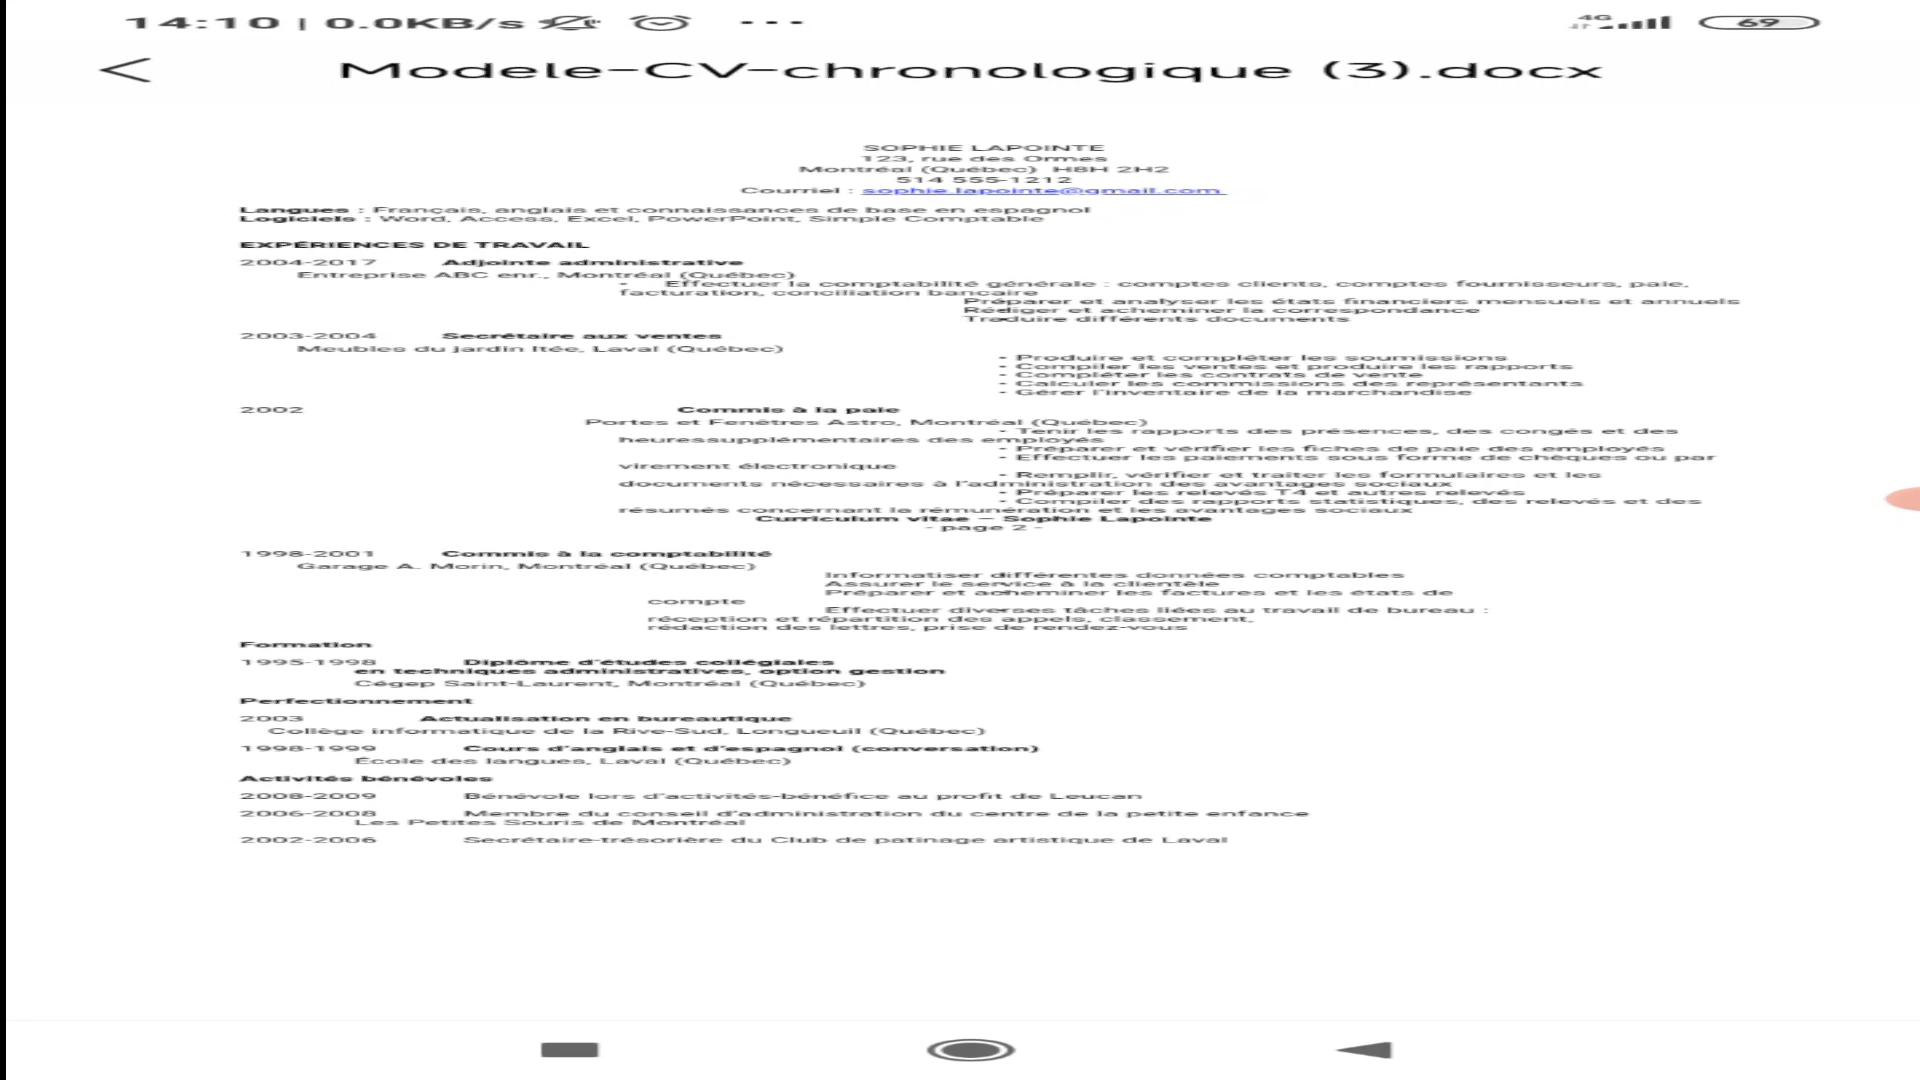 14:10 | 0.0KB/s ...
4G 69
Modele-CV-chronologique (3).docx
SOPHIE LAPOINTE
123, rue des Ormes
Montréal (Québec) H8H 2H2
514 555-1212
Courriel : sophie.lapointe@gmail.com
Langues : Français, anglais et connaissances de base en espagnol
Logiciels : Word, Access, Excel, PowerPoint, Simple Comptable
EXPÉRIENCES DE TRAVAIL
2004-2017 Adjointe administrative
Entreprise ABC enr., Montréal (Québec)
• Effectuer la comptabilité générale : comptes clients, comptes fournisseurs, paie,
facturation, conciliation bancaire
Préparer et analyser les états financiers mensuels et annuels
Rédiger et acheminer la correspondance
Traduire différents documents
2003-2004 Secrétaire aux ventes
Meubles du jardin ltée, Laval (Québec)
• Produire et compléter les soumissions
• Compiler les ventes et produire les rapports
• Compléter les contrats de vente
• Calculer les commissions des représentants
• Gérer l'inventaire de la marchandise
2002 Commis à la paie
Portes et Fenêtres Astro, Montréal (Québec)
• Tenir les rapports des présences, des congés et des
heuressupplémentaires des employés
• Préparer et vérifier les fiches de paie des employés
• Effectuer les paiements sous forme de chèques ou par
virement électronique
• Remplir, vérifier et traiter les formulaires et les
documents nécessaires à l'administration des avantages sociaux
• Préparer les relevés T4 et autres relevés
• Compiler des rapports statistiques, des relevés et des
résumés concernant la rémunération et les avantages sociaux
Curriculum vitae – Sophie Lapointe
- page 2 -
1998-2001 Commis à la comptabilité
Garage A. Morin, Montréal (Québec)
Informatiser différentes données comptables
Assurer le service à la clientèle
Préparer et acheminer les factures et les états de
compte
Effectuer diverses tâches liées au travail de bureau :
réception et répartition des appels, classement,
rédaction des lettres, prise de rendez-vous
Formation
1995-1998 Diplôme d'études collégiales
en techniques administratives, option gestion
Cégep Saint-Laurent, Montréal (Québec)
Perfectionnement
2003 Actualisation en bureautique
Collège informatique de la Rive-Sud, Longueuil (Québec)
1998-1999 Cours d'anglais et d'espagnol (conversation)
École des langues, Laval (Québec)
Activités bénévoles
2008-2009 Bénévole lors d'activités-bénéfice au profit de Leucan
2006-2008 Membre du conseil d'administration du centre de la petite enfance
Les Petites Souris de Montréal
2002-2006 Secrétaire-trésorière du Club de patinage artistique de Laval